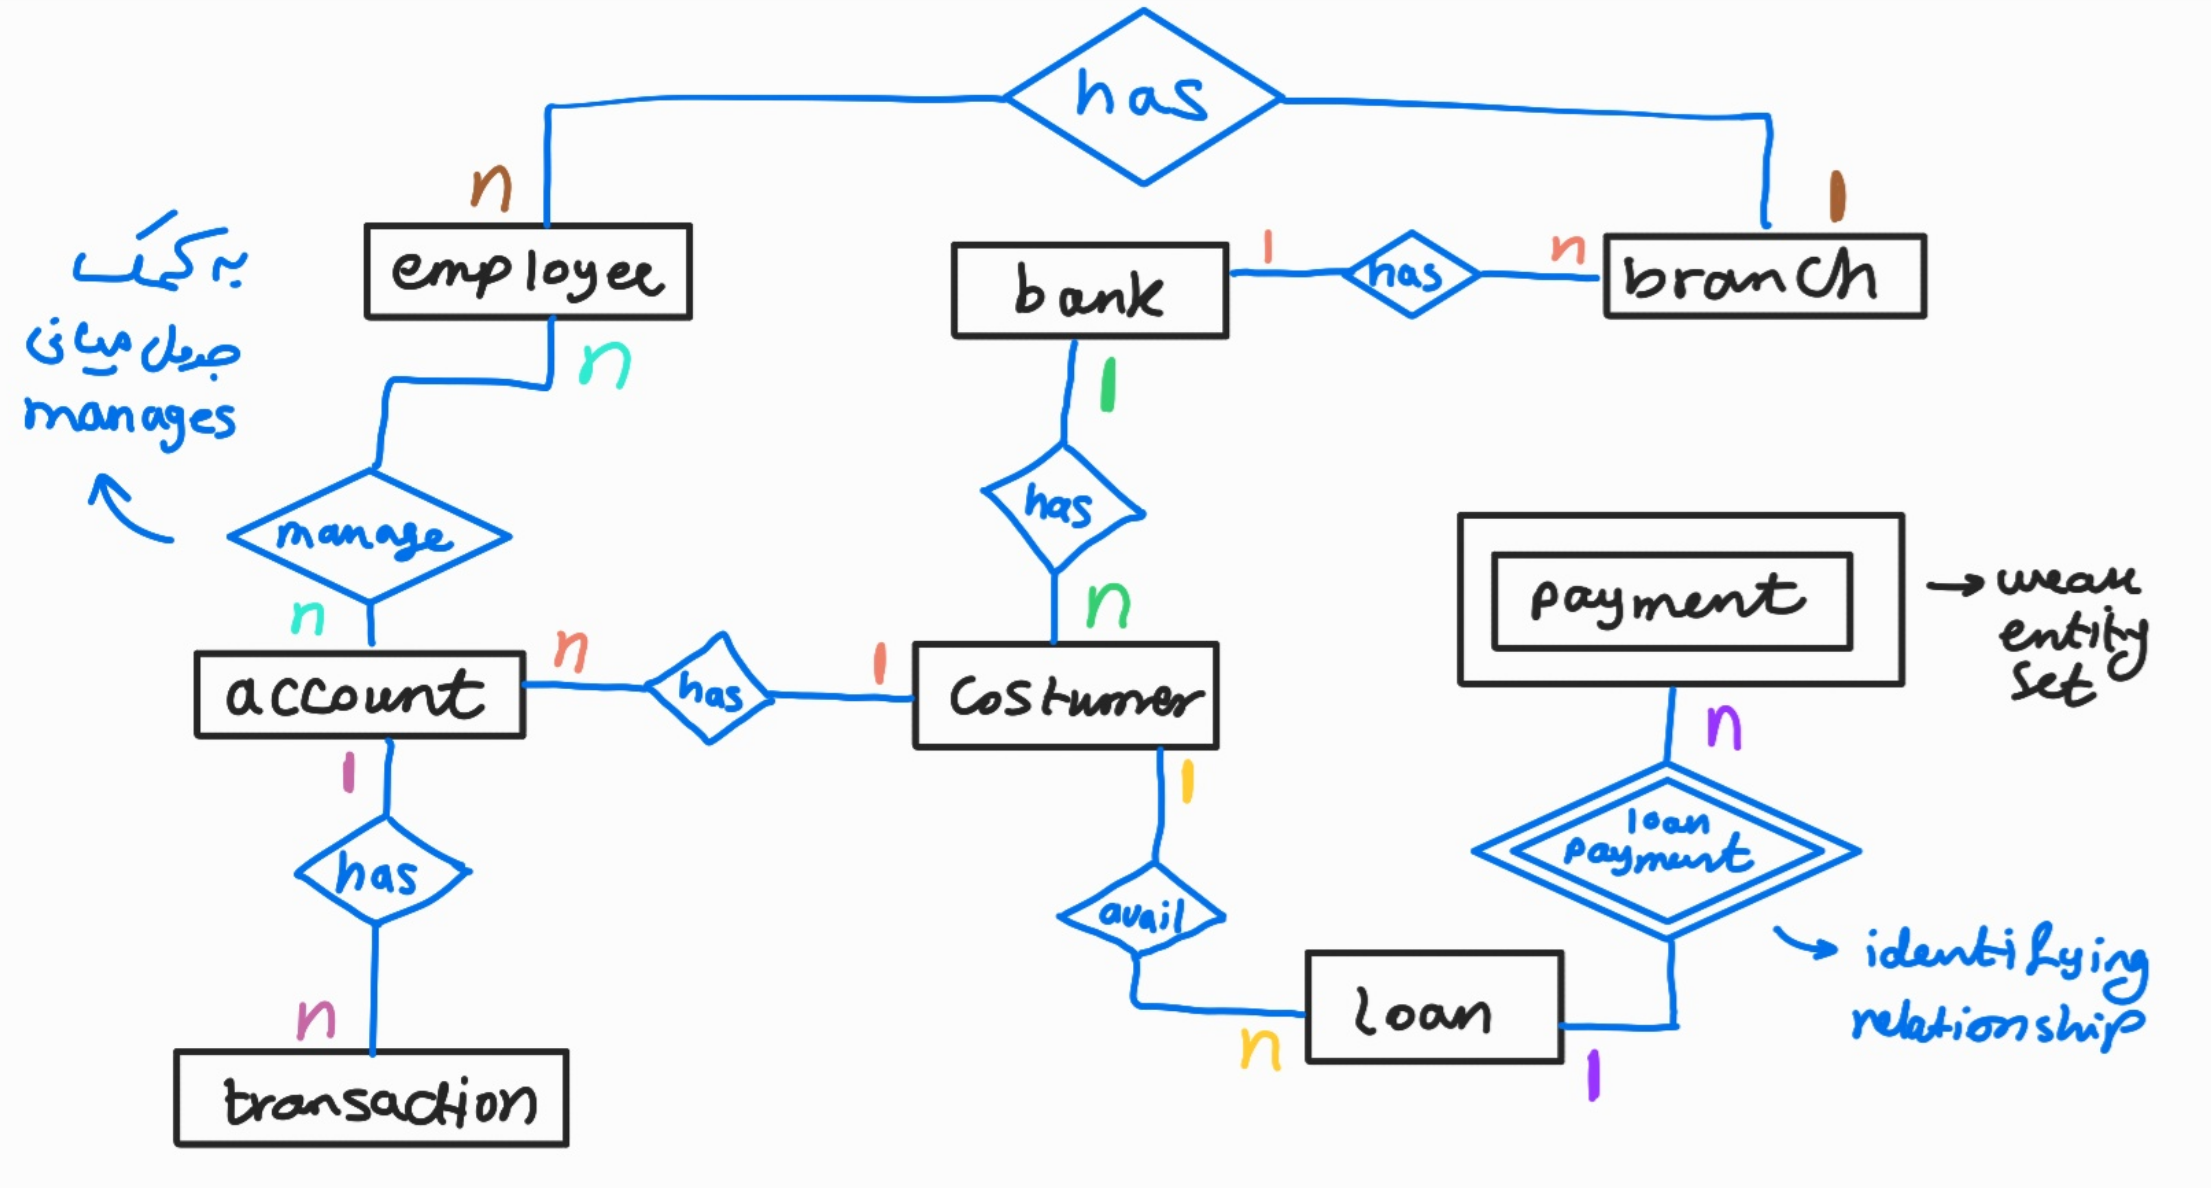 has
n
1
employee
bank
1
has
n
branch
به کمک
جدول میانی
manages
n
1
manage
has
payment
→ weak
entity
set
n
n
n
has
1
account
costumer
n
1
1
loan
payment
has
avail
identifying
relationship
n
n
loan
1
transaction